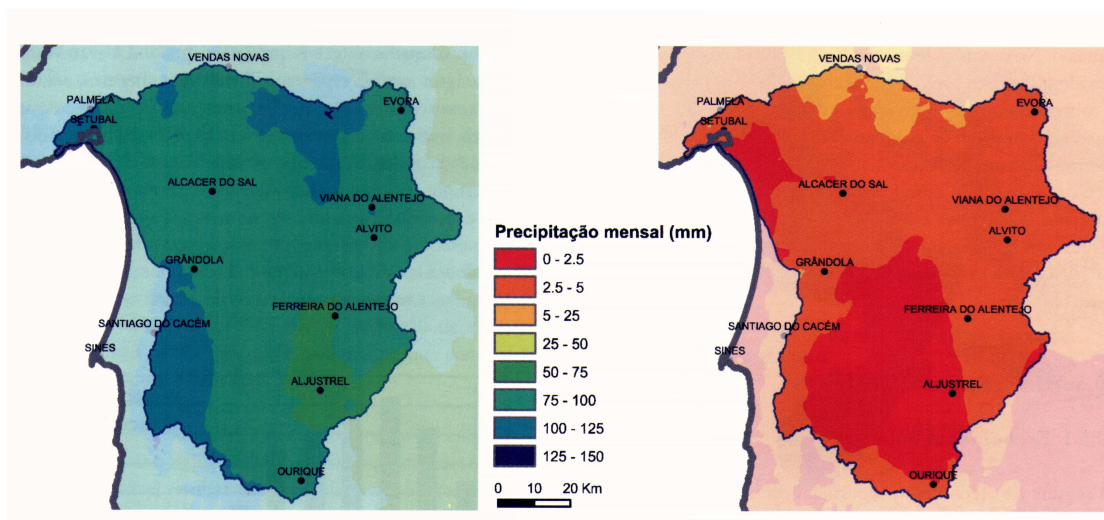 VENDAS NOVAS
PALMELA
SETUBAL
EVORA
ALCACER DO SAL
VIANA DO ALENTEJO
ALVITO
GRÂNDOLA
FERREIRA DO ALENTEJO
SANTIAGO DO CACÉM
SINES
ALJUSTREL
OURIQUE
Precipitação mensal (mm)
0 - 2.5
2.5 - 5
5 - 25
25 - 50
50 - 75
75 - 100
100 - 125
125 - 150
0 10 20 Km
VENDAS NOVAS
PALMELA
SETUBAL
EVORA
ALCACER DO SAL
VIANA DO ALENTEJO
ALVITO
GRÂNDOLA
FERREIRA DO ALENTEJO
SANTIAGO DO CACÉM
SINES
ALJUSTREL
OURIQUE